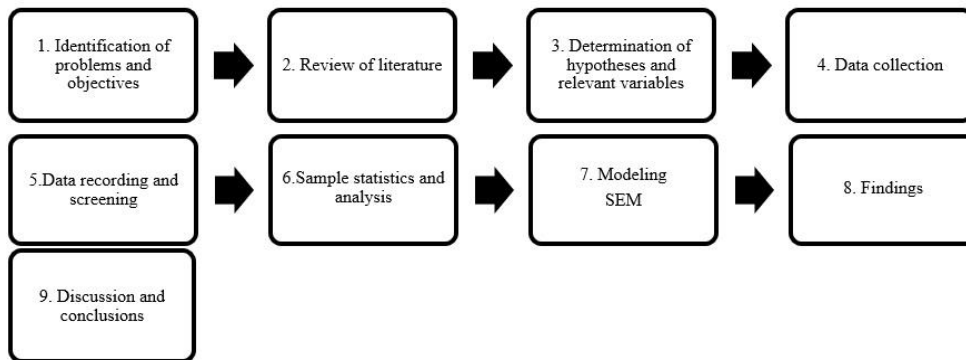 1. Identification of
problems and
objectives
2. Review of literature
3. Determination of
hypotheses and
relevant variables
4. Data collection
5.Data recording and
screening
6.Sample statistics and
analysis
7. Modeling
SEM
8. Findings
9. Discussion and
conclusions